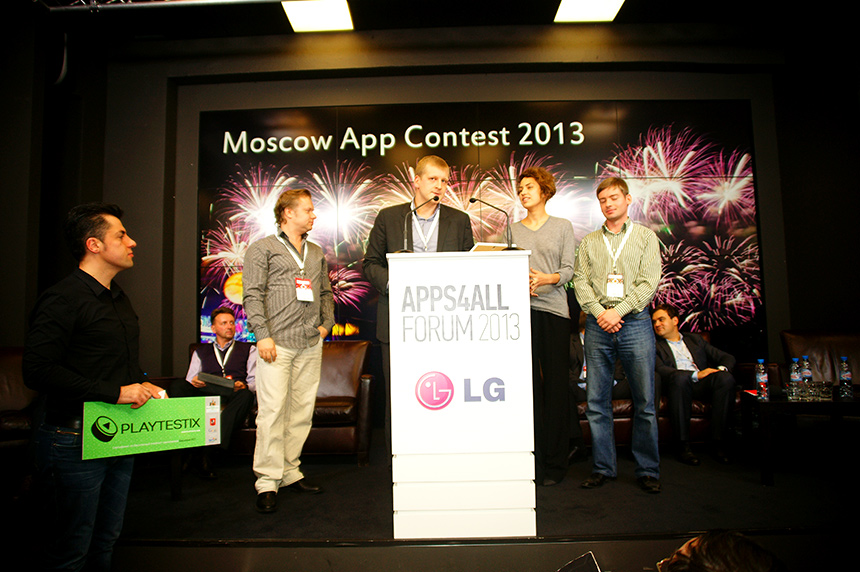 Moscow App Contest 2013
APPS4ALL
FORUM 2013
LG
PLAYTESTIX